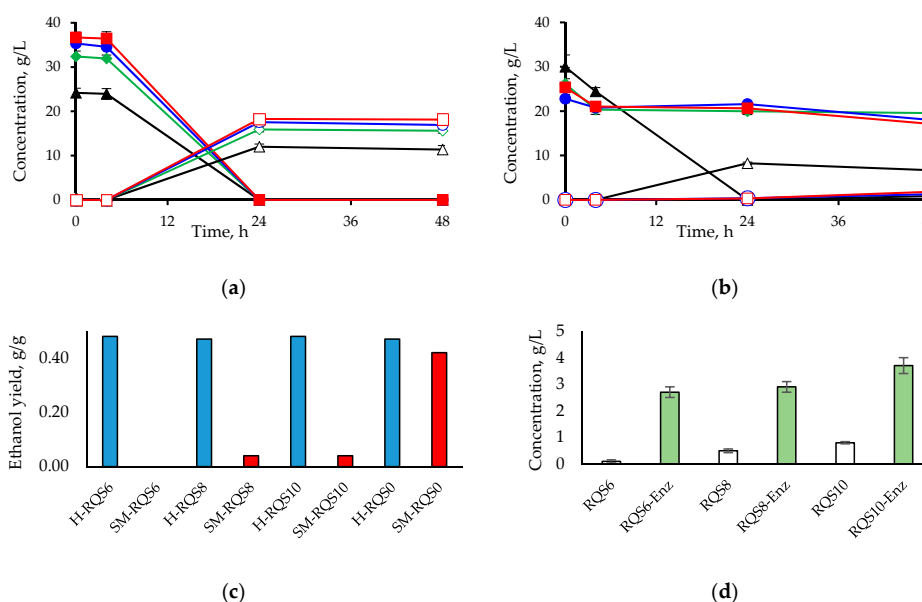 40
30
20
10
0
Concentration, g/L
0
12
24
36
48
Time, h
(a)
40
30
20
10
0
Concentration, g/L
0
12
24
36
Time, h
(b)
0.40
0.20
0.00
Ethanol yield, g/g
H-RQS6
SM-RQS6
H-RQS8
SM-RQS8
H-RQS10
SM-RQS10
H-RQS0
SM-RQS0
(c)
5
4
3
2
1
0
Concentration, g/L
RQS6
RQS6-Enz
RQS8
RQS8-Enz
RQS10
RQS10-Enz
(d)